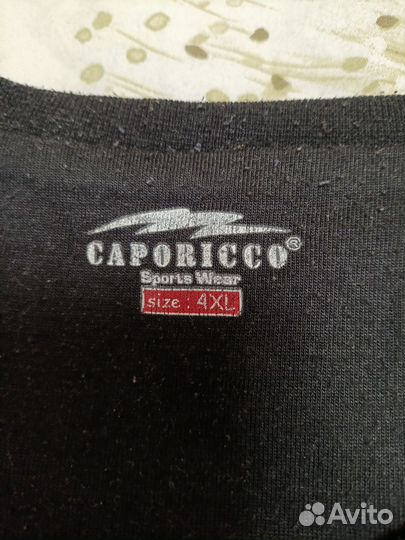 CAPORICCO®
Sports Wear
size : 4XL
Avito